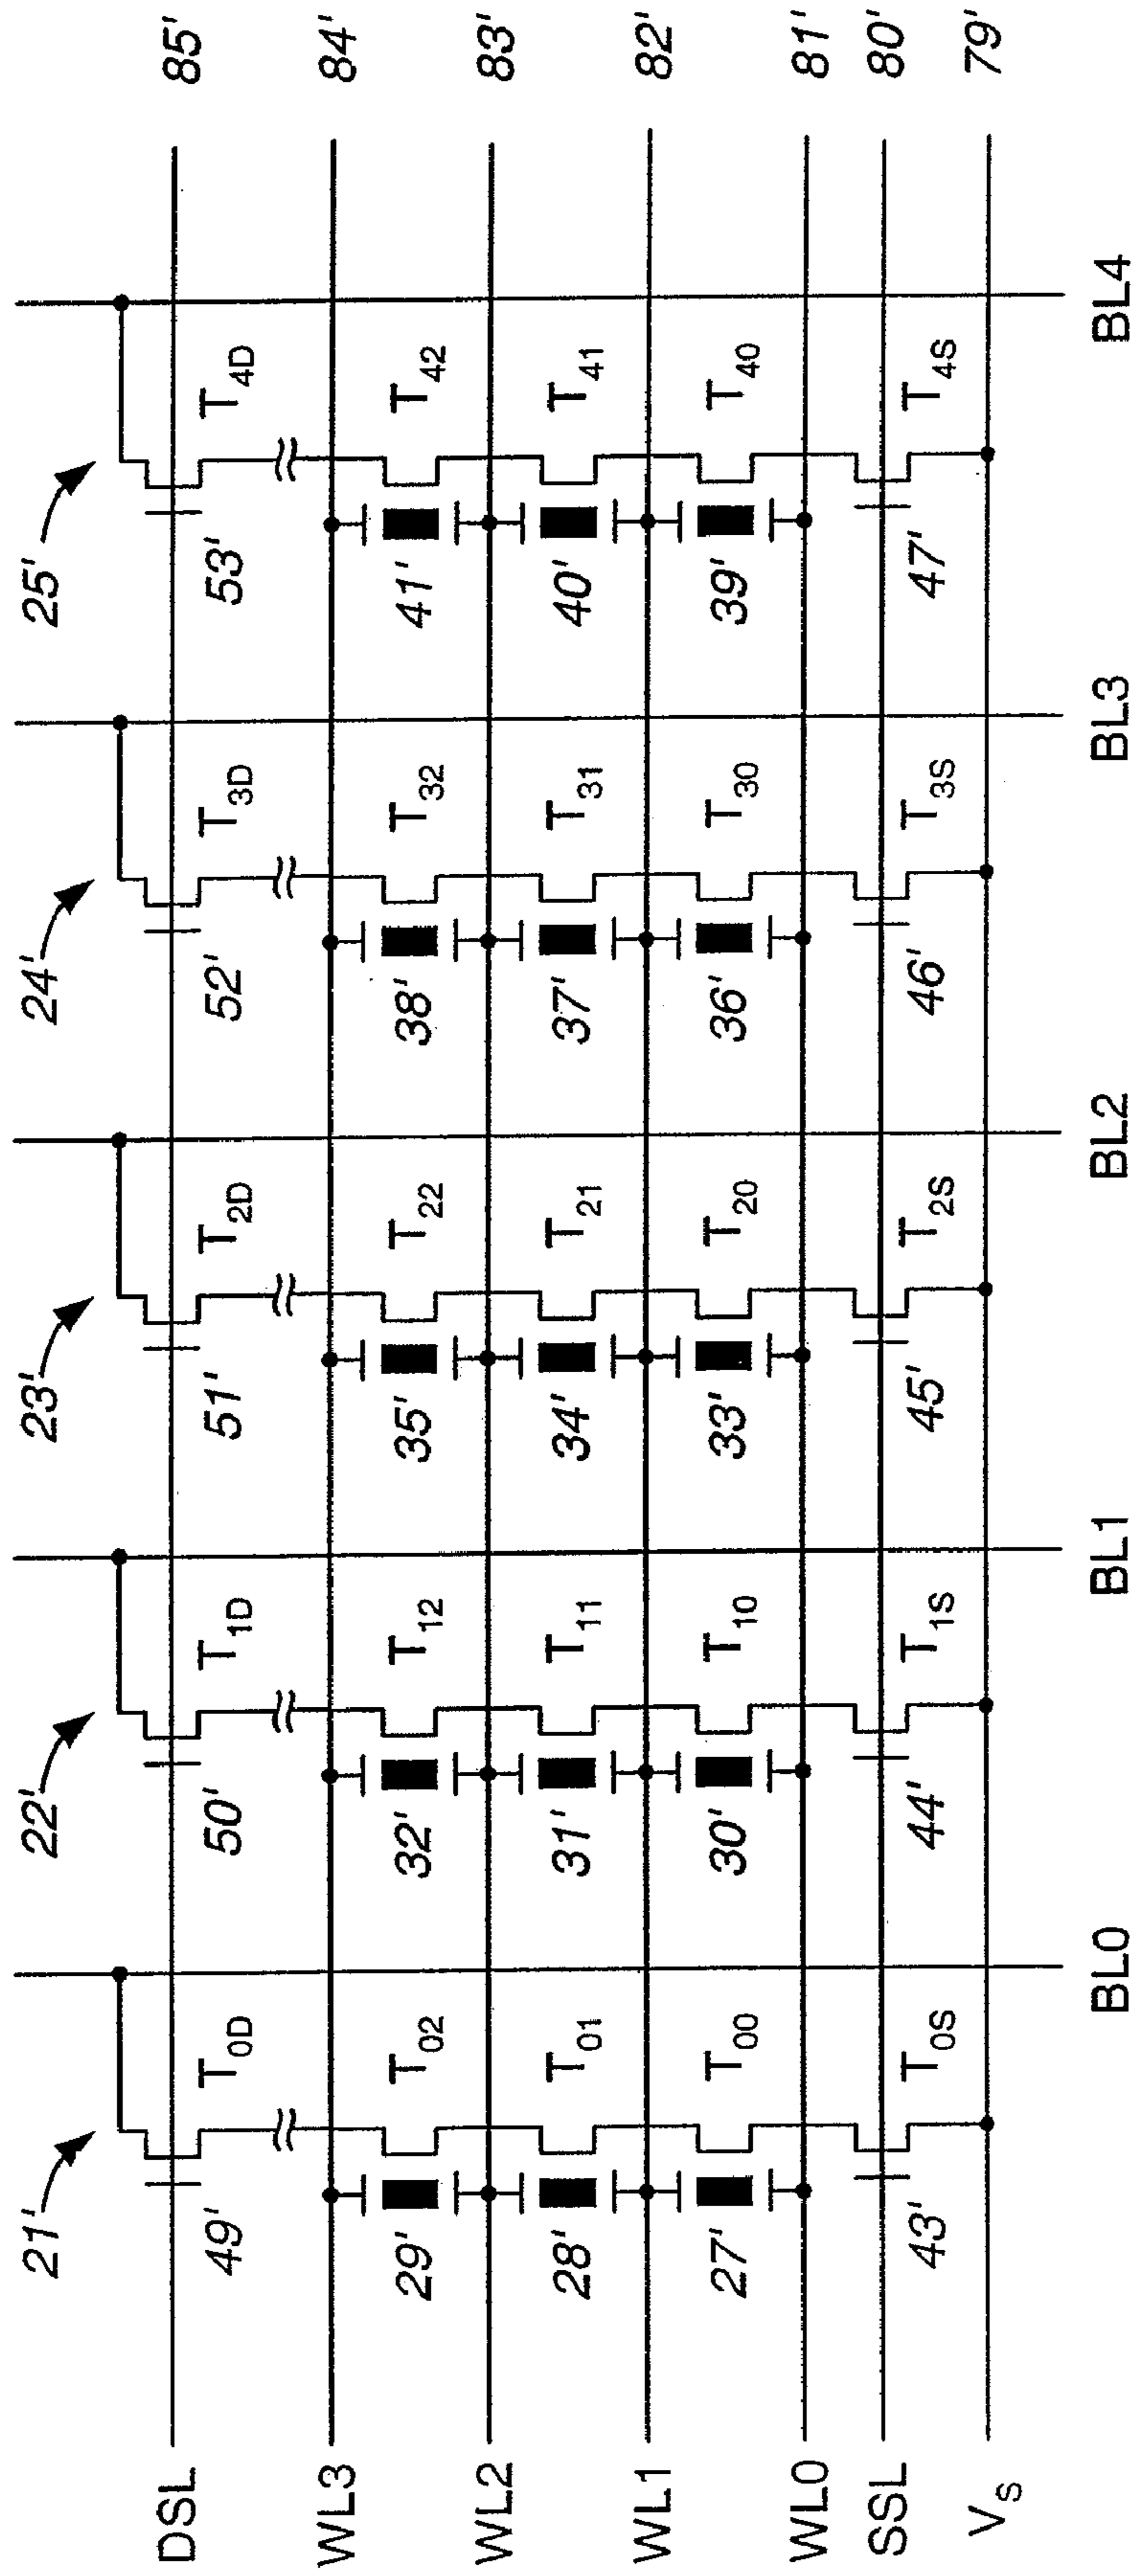 21' 22' 23' 24' 25'
DSL 85'
T0D T1D T2D T3D T4D
49' 50' 51' 52' 53'
WL3 84'
T02 T12 T22 T32 T42
29' 32' 35' 38' 41'
WL2 83'
T01 T11 T21 T31 T41
28' 31' 34' 37' 40'
WL1 82'
T00 T10 T20 T30 T40
27' 30' 33' 36' 39'
WL0 81'
SSL 80'
T0S T1S T2S T3S T4S
43' 44' 45' 46' 47'
VS 79'
BL0 BL1 BL2 BL3 BL4